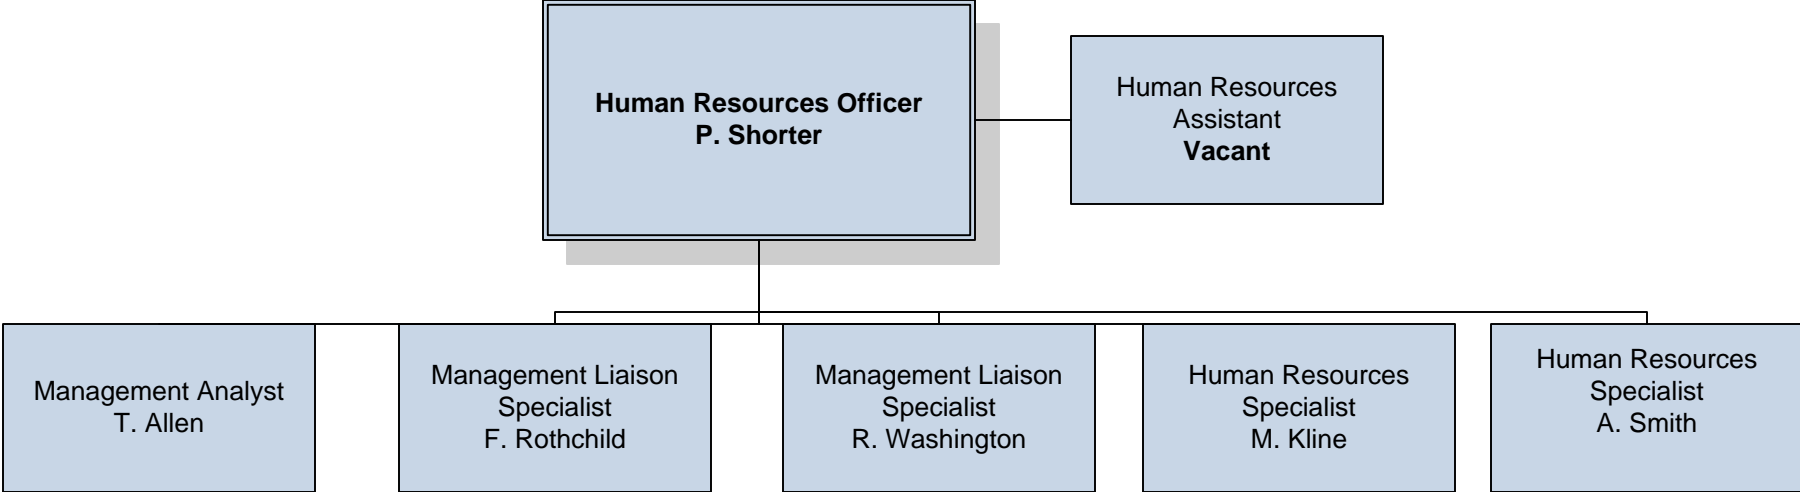 Human Resources Officer
P. Shorter
Human Resources
Assistant
Vacant
Management Analyst
T. Allen
Management Liaison
Specialist
F. Rothchild
Management Liaison
Specialist
R. Washington
Human Resources
Specialist
M. Kline
Human Resources
Specialist
A. Smith